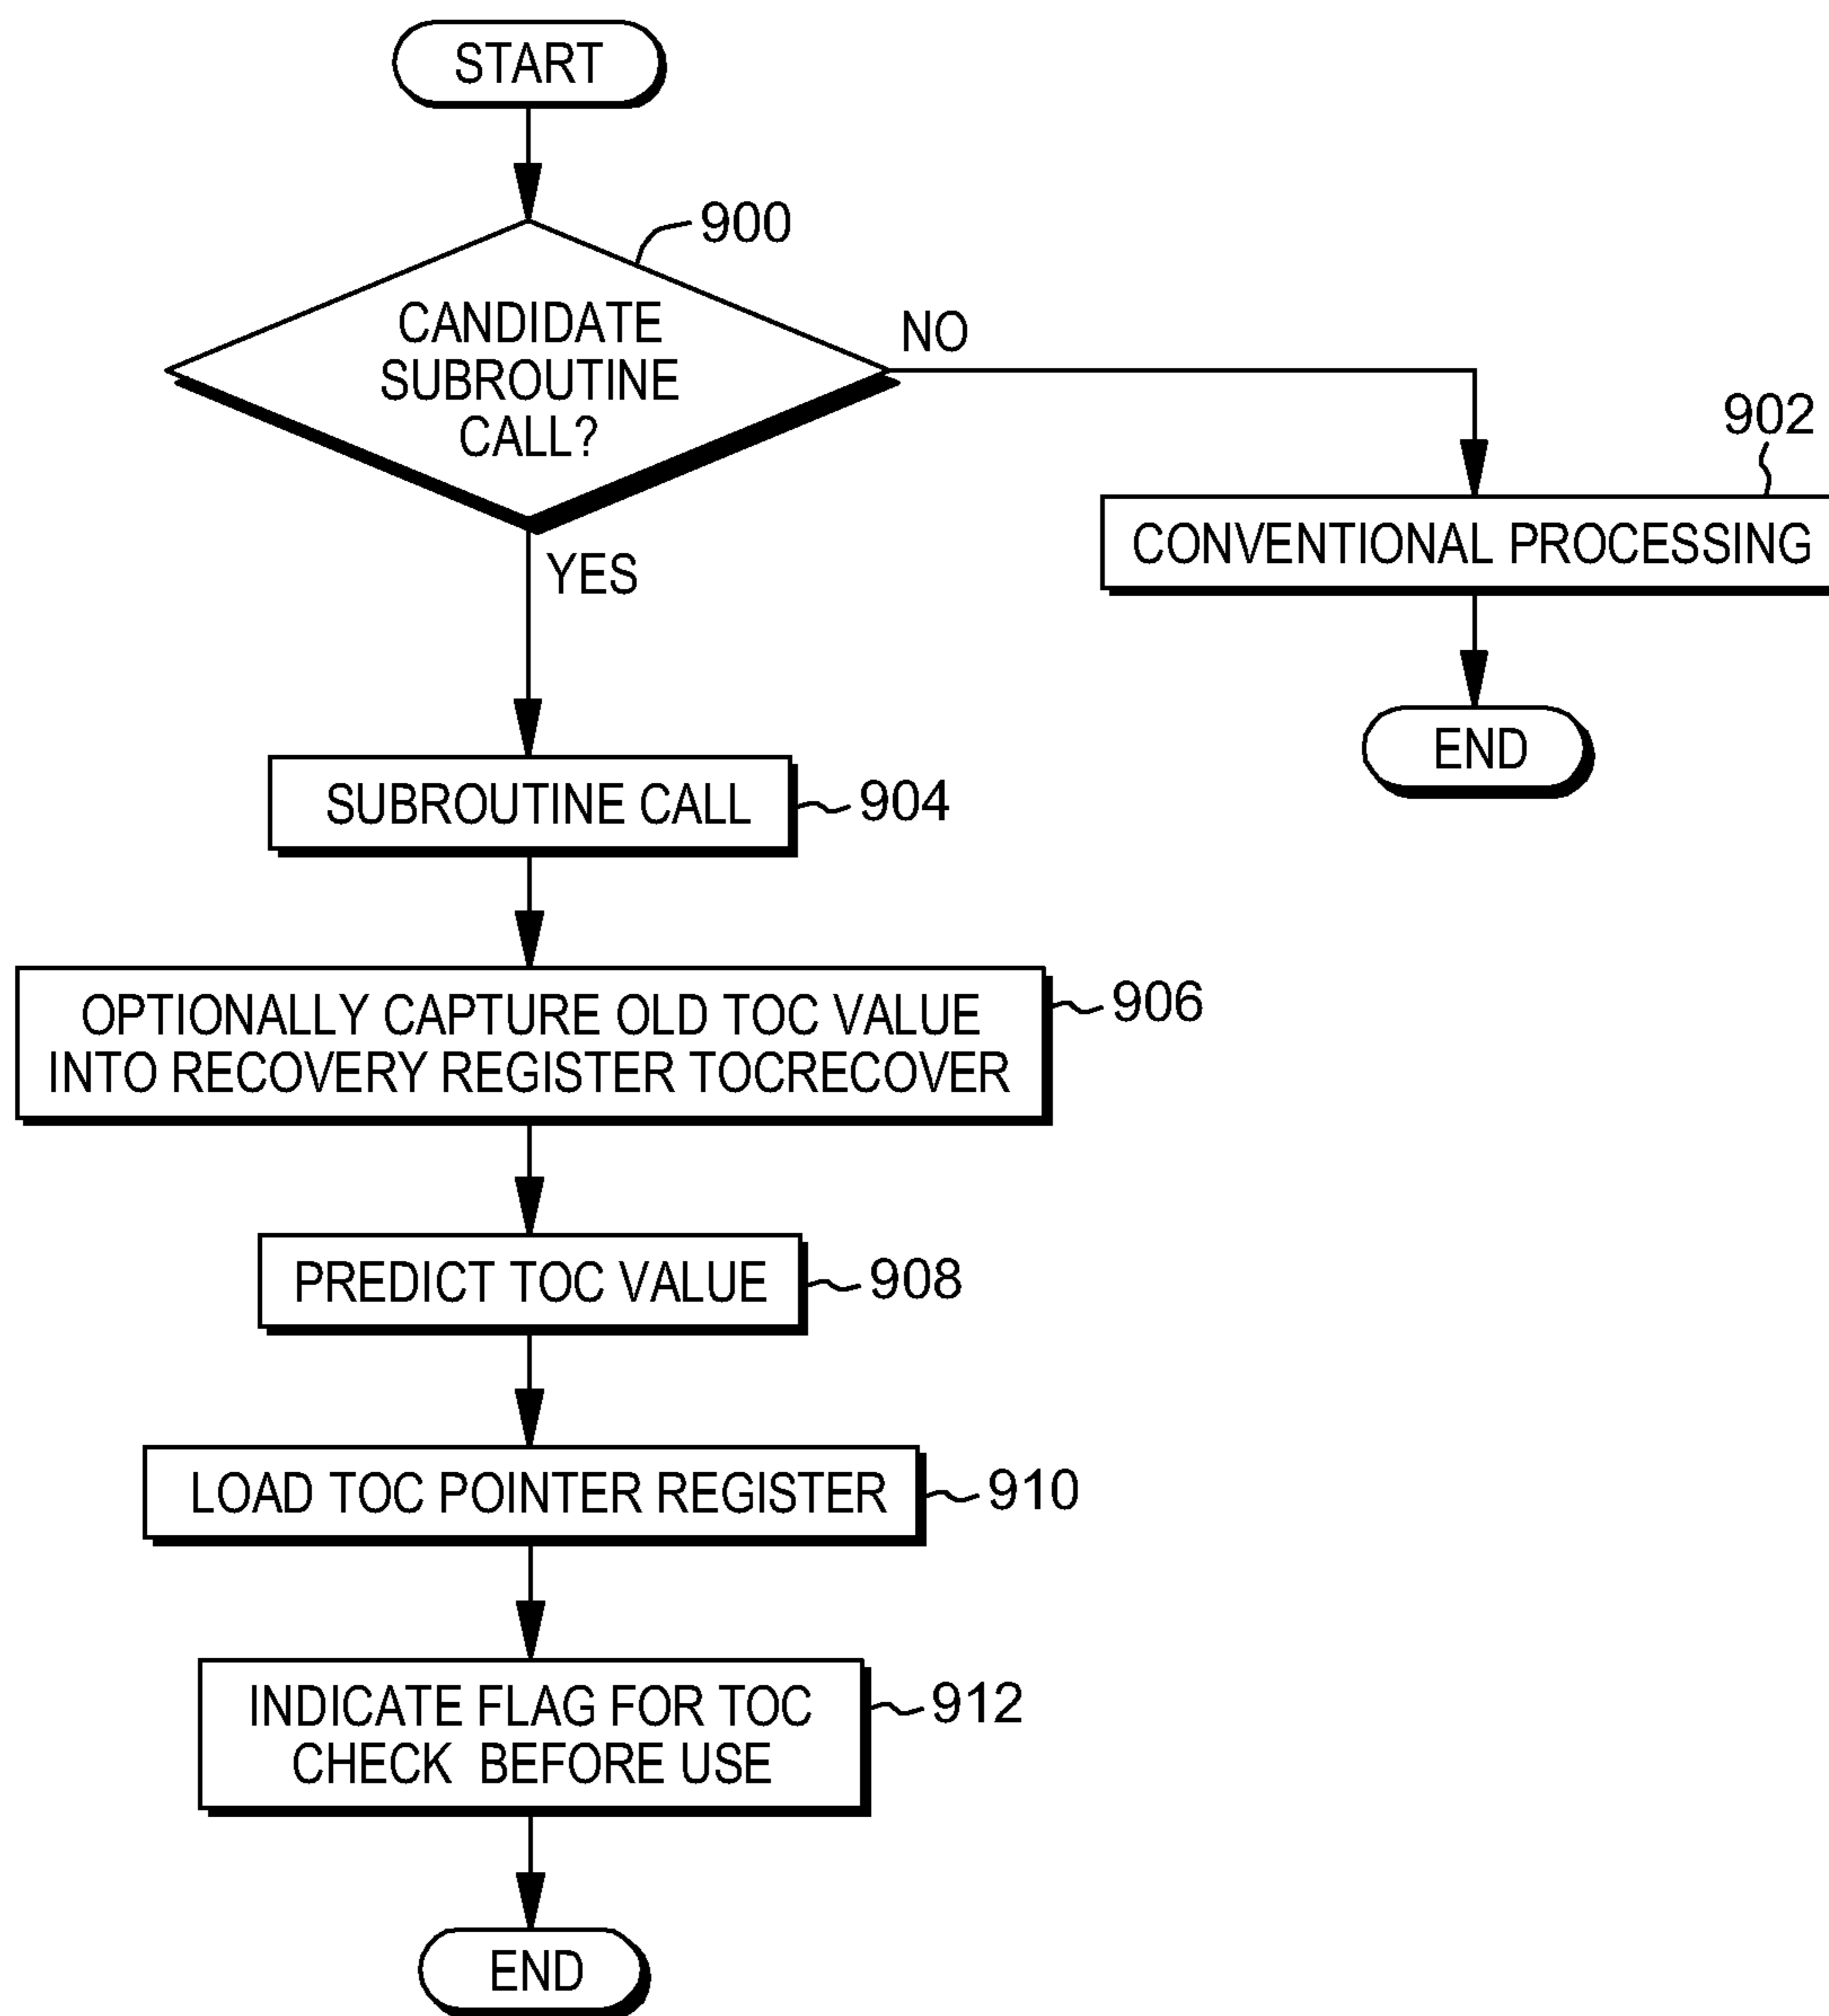 START
900
CANDIDATE
SUBROUTINE
CALL?
NO
902
CONVENTIONAL PROCESSING
END
YES
SUBROUTINE CALL
904
OPTIONALLY CAPTURE OLD TOC VALUE
INTO RECOVERY REGISTER TOCRECOVER
906
PREDICT TOC VALUE
908
LOAD TOC POINTER REGISTER
910
INDICATE FLAG FOR TOC
CHECK BEFORE USE
912
END